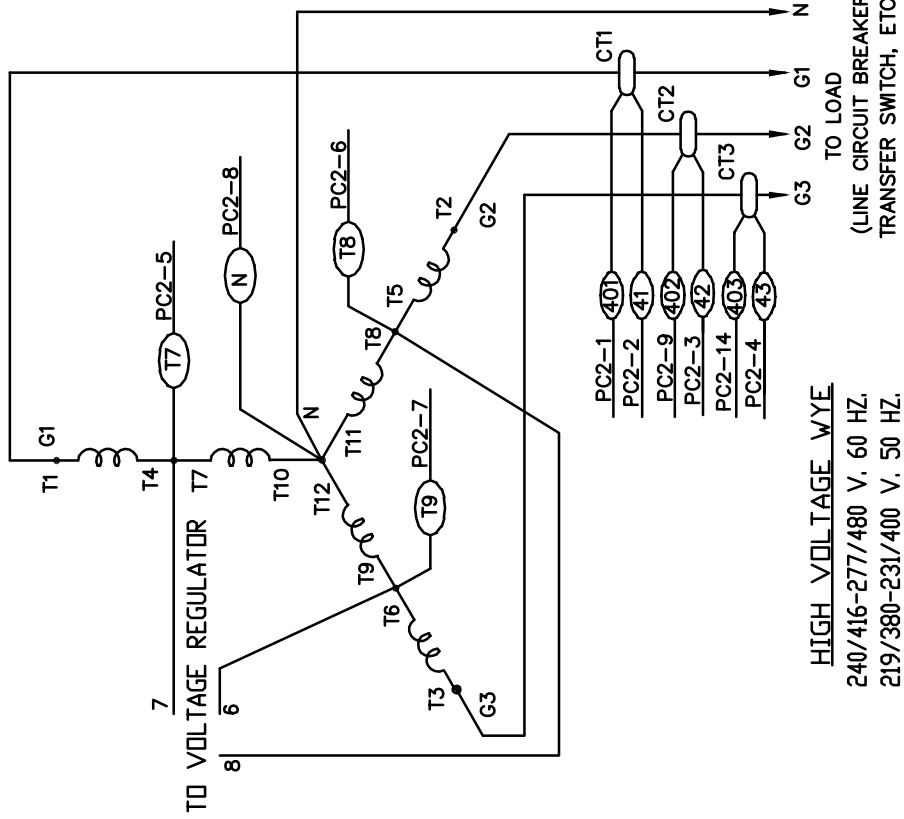 T1
G1
T4
T7
PC2-5
T7
T10
N
PC2-8
N
T12
T11
T8
PC2-6
T8
T5
T2
G2
T9
T6
T9
PC2-7
T3
G3
7
TO VOLTAGE REGULATOR
6
8
CT1
CT2
CT3
PC2-1
401
PC2-2
41
PC2-9
402
PC2-3
42
PC2-14
403
PC2-4
43
N
G1
G2
G3
TO LOAD
(LINE CIRCUIT BREAKER
TRANSFER SWITCH, ETC
HIGH VOLTAGE WYE
240/416-277/480 V. 60 HZ.
219/380-231/400 V. 50 HZ.